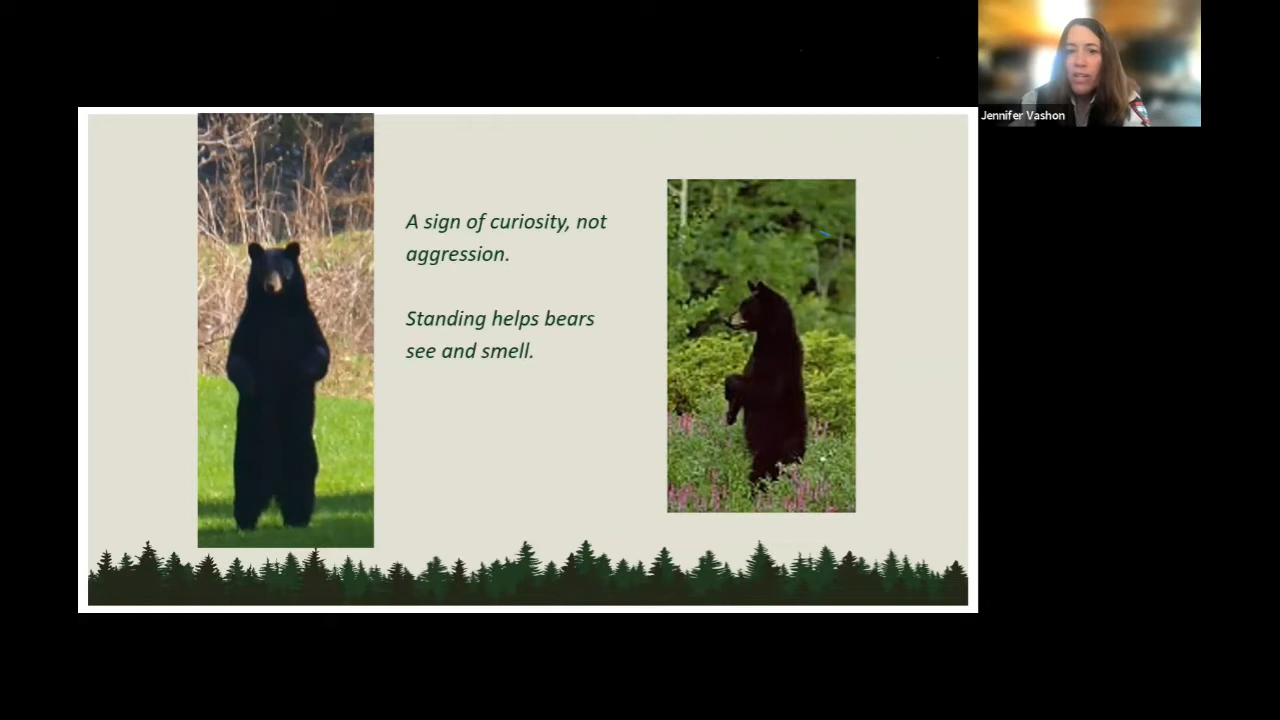 Jennifer Vashon
A sign of curiosity, not
aggression.
Standing helps bears
see and smell.